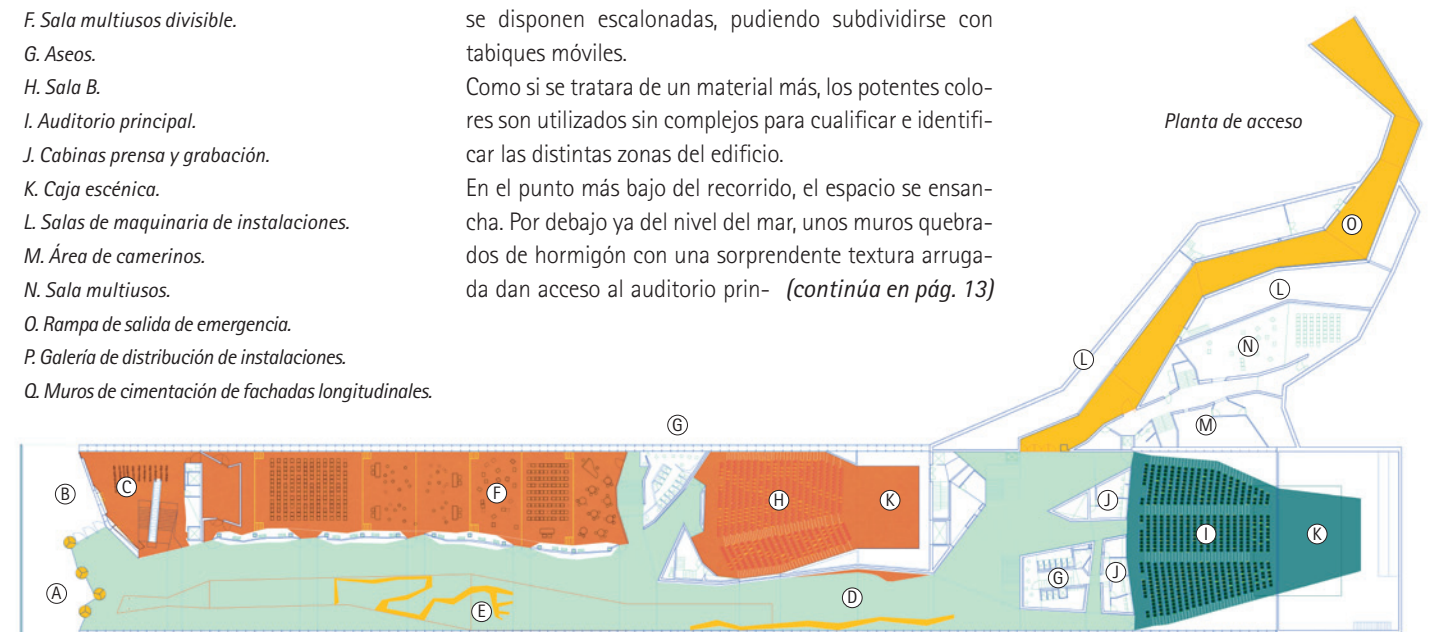 F. Sala multiusos divisible.
G. Aseos.
H. Sala B.
I. Auditorio principal.
J. Cabinas prensa y grabación.
K. Caja escénica.
L. Salas de maquinaria de instalaciones.
M. Área de camerinos.
N. Sala multiusos.
O. Rampa de salida de emergencia.
P. Galería de distribución de instalaciones.
Q. Muros de cimentación de fachadas longitudinales.
se disponen escalonadas, pudiendo subdividirse con
tabiques móviles.
Como si se tratara de un material más, los potentes colo-
res son utilizados sin complejos para cualificar e identifi-
car las distintas zonas del edificio.
En el punto más bajo del recorrido, el espacio se ensan-
cha. Por debajo ya del nivel del mar, unos muros quebra-
dos de hormigón con una sorprendente textura arruga-
da dan acceso al auditorio prin- (continúa en pág. 13)
Planta de acceso
O
L
N
L
M
G
B
C
F
H
K
J
I
K
G
J
A
E
D